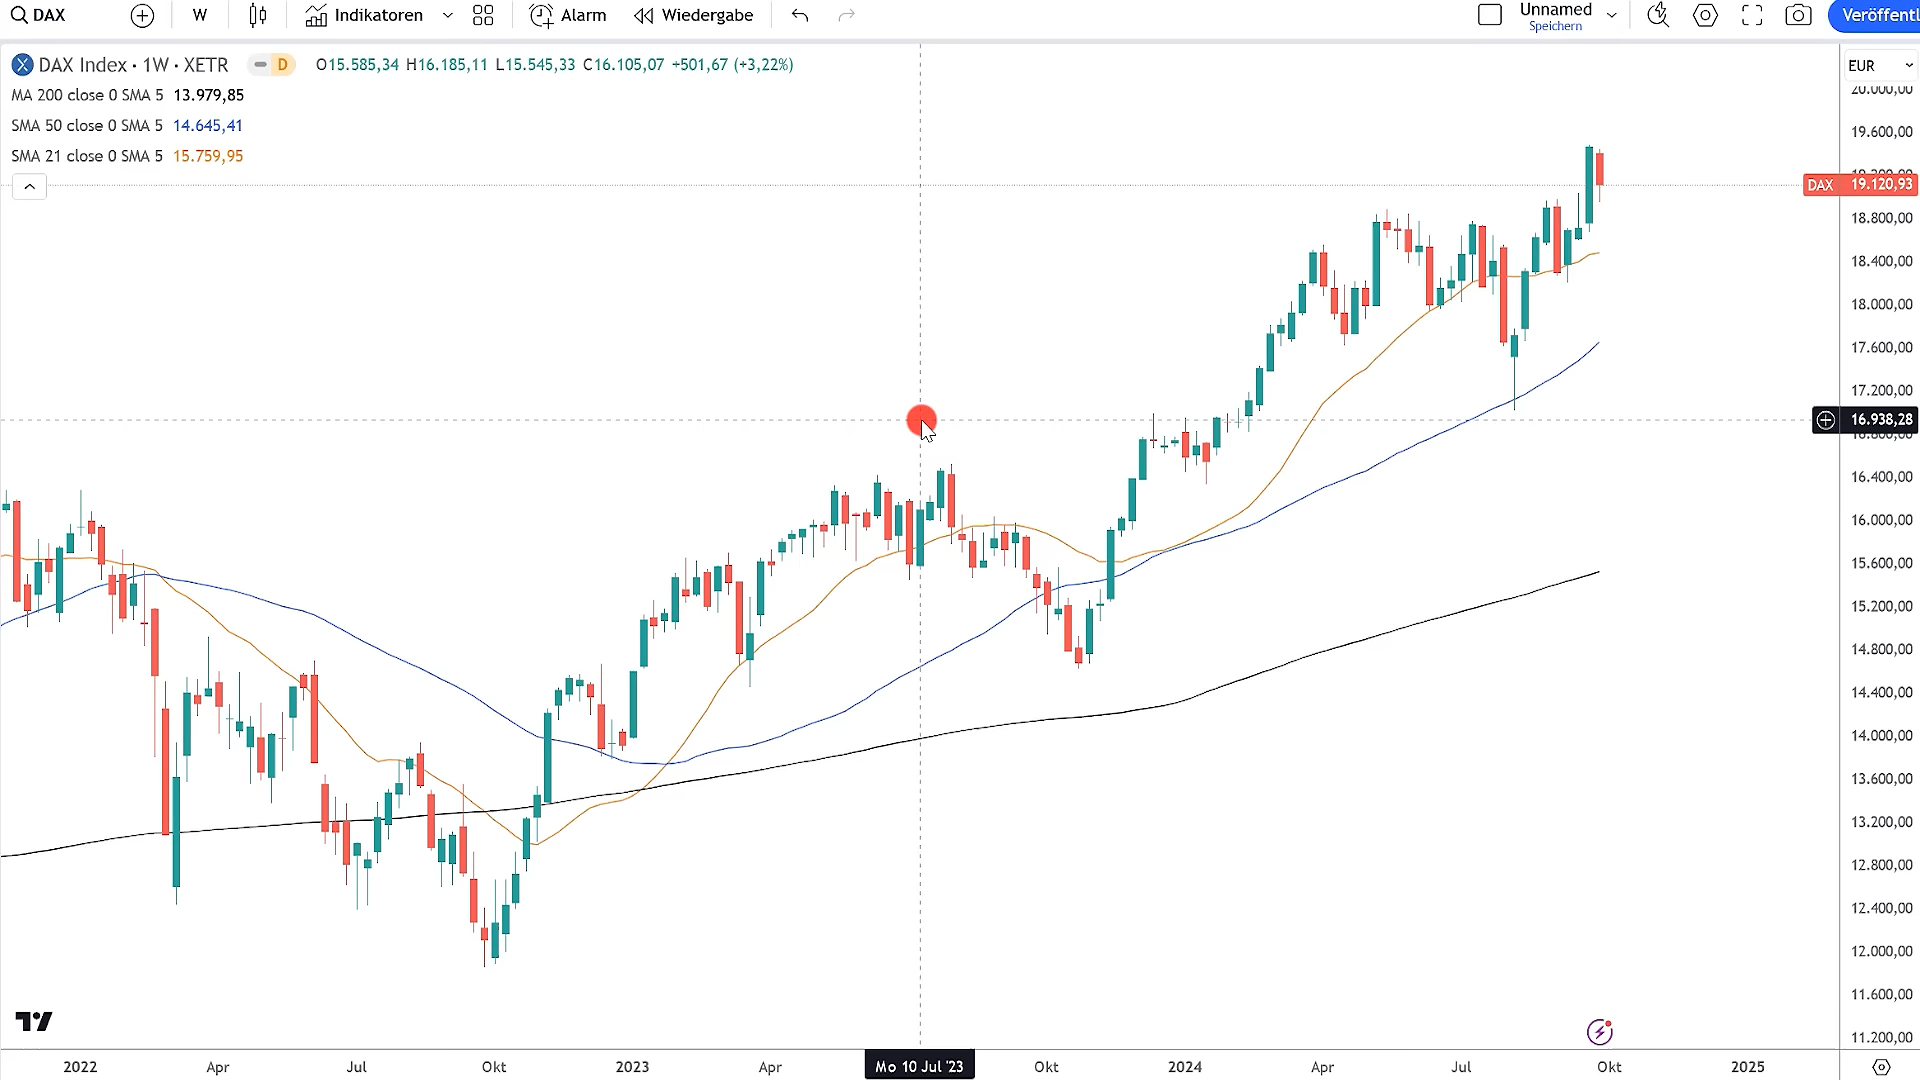 DAX W Indikatoren Alarm Wiedergabe Unnamed Veröffentl
Speichern
DAX Index · 1W · XETR D O15.585,34 H16.185,11 L15.545,33 C16.105,07 +501,67 (+3,22%) EUR
MA 200 close 0 SMA 5 13.979,85
SMA 50 close 0 SMA 5 14.645,41
SMA 21 close 0 SMA 5 15.759,95
20.000,00
19.600,00
DAX 19.120,93
18.800,00
18.400,00
18.000,00
17.600,00
17.200,00
16.938,28
16.800,00
16.400,00
16.000,00
15.600,00
15.200,00
14.800,00
14.400,00
14.000,00
13.600,00
13.200,00
12.800,00
12.400,00
12.000,00
11.600,00
11.200,00
2022 Apr Jul Okt 2023 Apr Mo 10 Jul '23 Okt 2024 Apr Jul Okt 2025